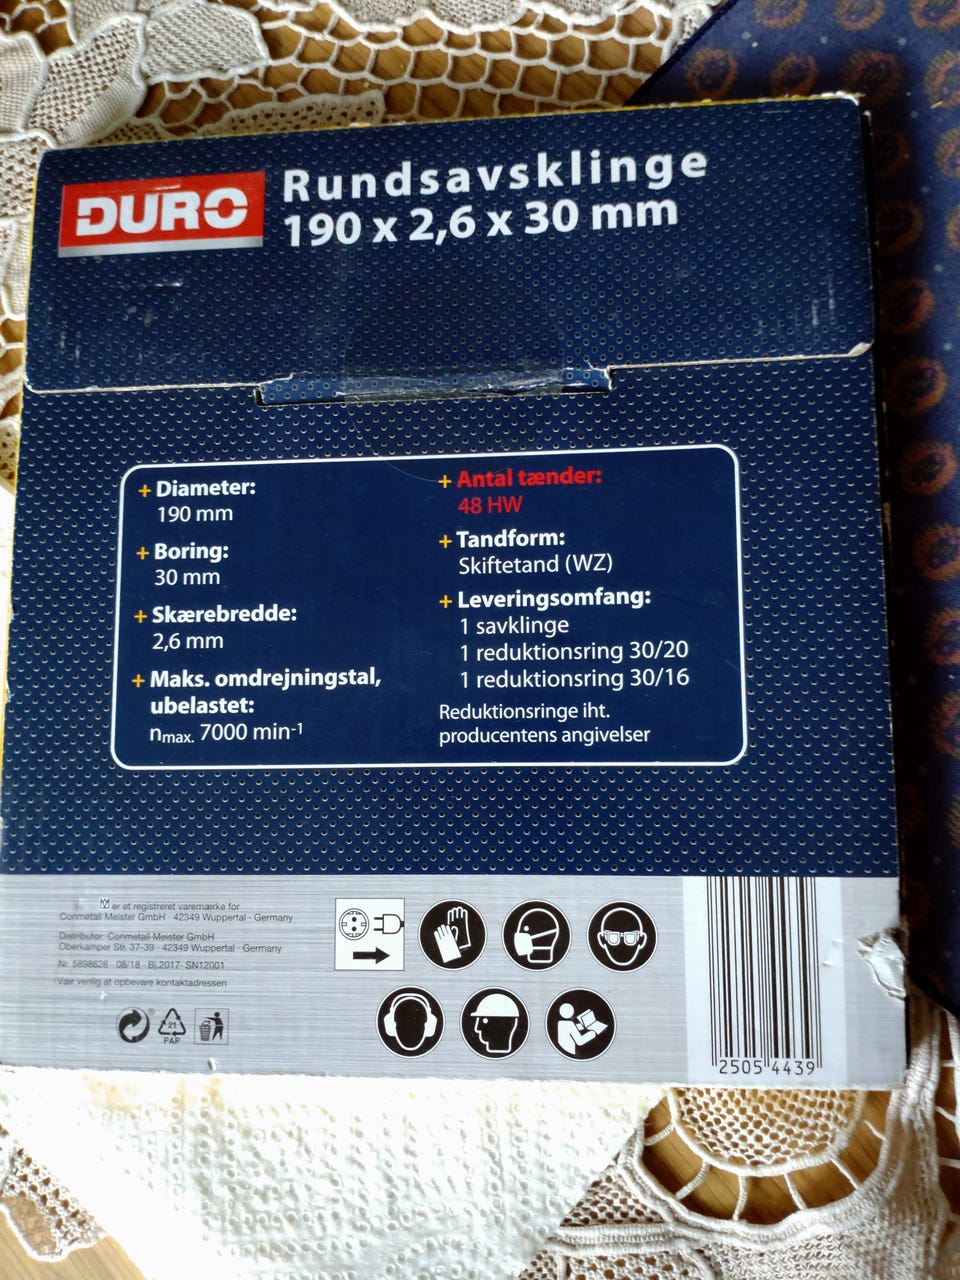 DURO
Rundsavsklinge
190 x 2,6 x 30 mm
+ Diameter:
190 mm
+ Boring:
30 mm
+ Skærebredde:
2,6 mm
+ Maks. omdrejningstal,
ubelastet:
nmax. 7000 min-1
+ Antal tænder:
48 HW
+ Tandform:
Skiftetand (WZ)
+ Leveringsomfang:
1 savklinge
1 reduktionsring 30/20
1 reduktionsring 30/16
Reduktionsringe iht.
producentens angivelser
er et registreret varemærke for
Conmetall Meister GmbH · 42349 Wuppertal · Germany
Distributor: Conmetall Meister GmbH
Oberkamper Str. 37-39 · 42349 Wuppertal · Germany
Nr. 5898626 · 08/18 · Bj.2017· SN12001
Vær venlig at opbevare kontaktadressen
21
PAP
2505 4439